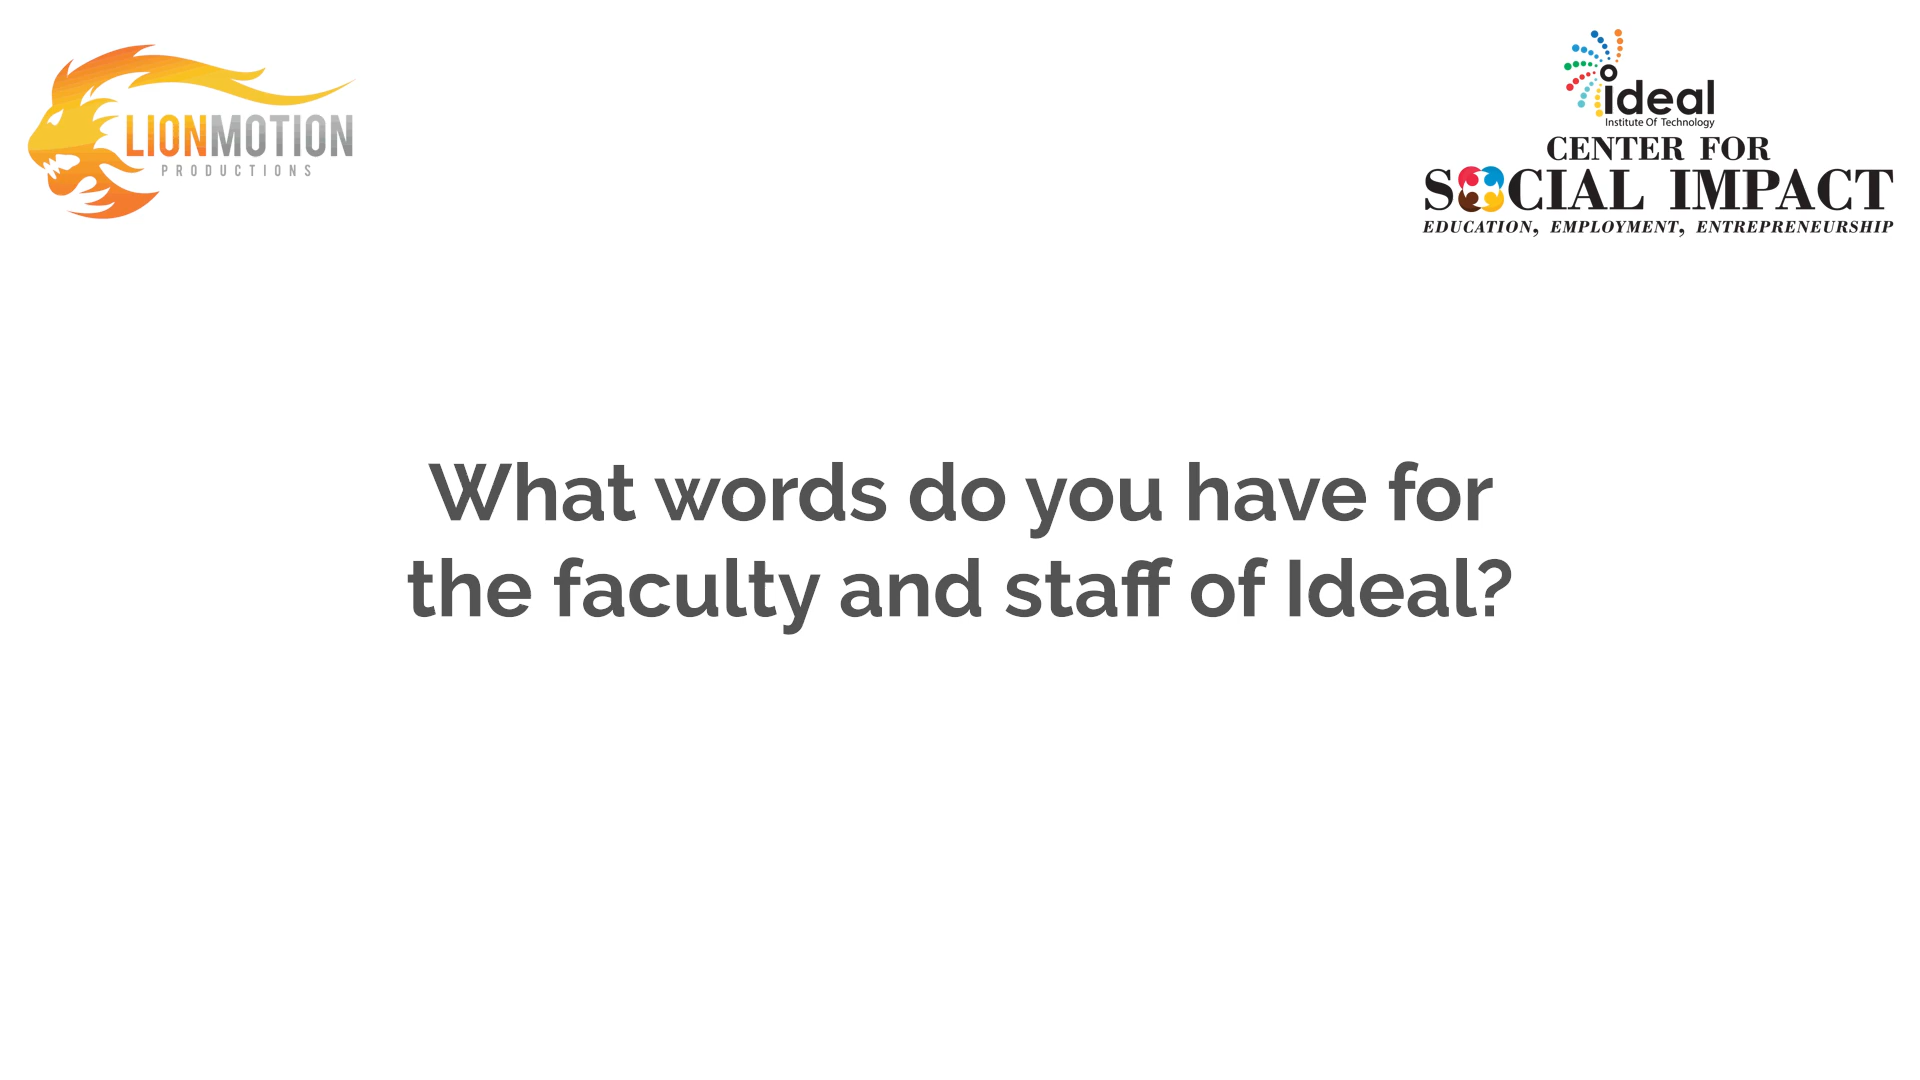 LIONMOTION
PRODUCTIONS
ideal
Institute Of Technology
CENTER FOR
SOCIAL IMPACT
EDUCATION, EMPLOYMENT, ENTREPRENEURSHIP
What words do you have for
the faculty and staff of Ideal?